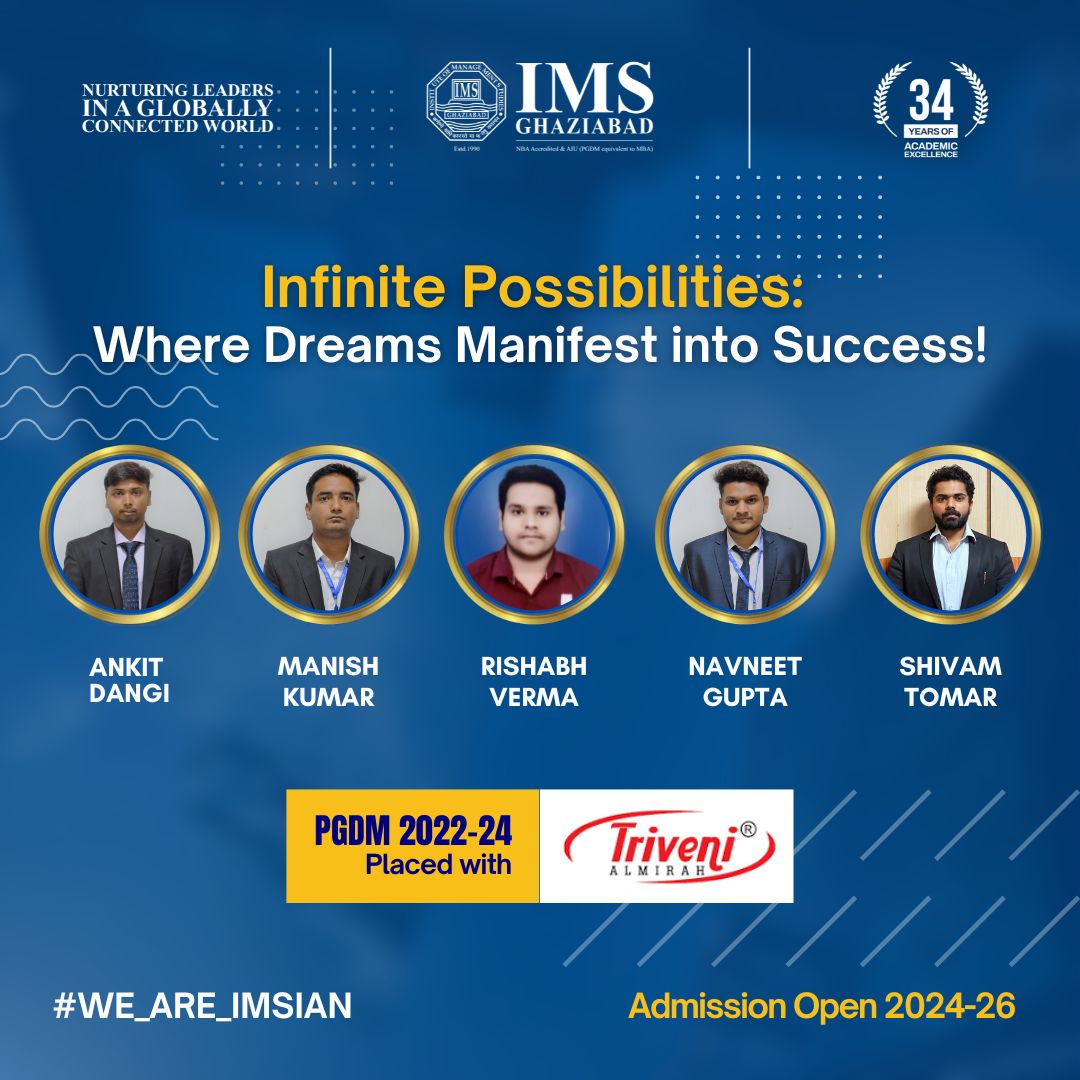 NURTURING LEADERS
IN A GLOBALLY
CONNECTED WORLD
IMS
GHAZIABAD
Estd.1990
IMS
GHAZIABAD
NBA Accredited & AIU (PGDM equivalent to MBA)
34
YEARS OF
ACADEMIC
EXCELLENCE
Infinite Possibilities:
Where Dreams Manifest into Success!
ANKIT
DANGI
MANISH
KUMAR
RISHABH
VERMA
NAVNEET
GUPTA
SHIVAM
TOMAR
PGDM 2022-24
Placed with
Triveni®
ALMIRAH
#WE_ARE_IMSIAN
Admission Open 2024-26